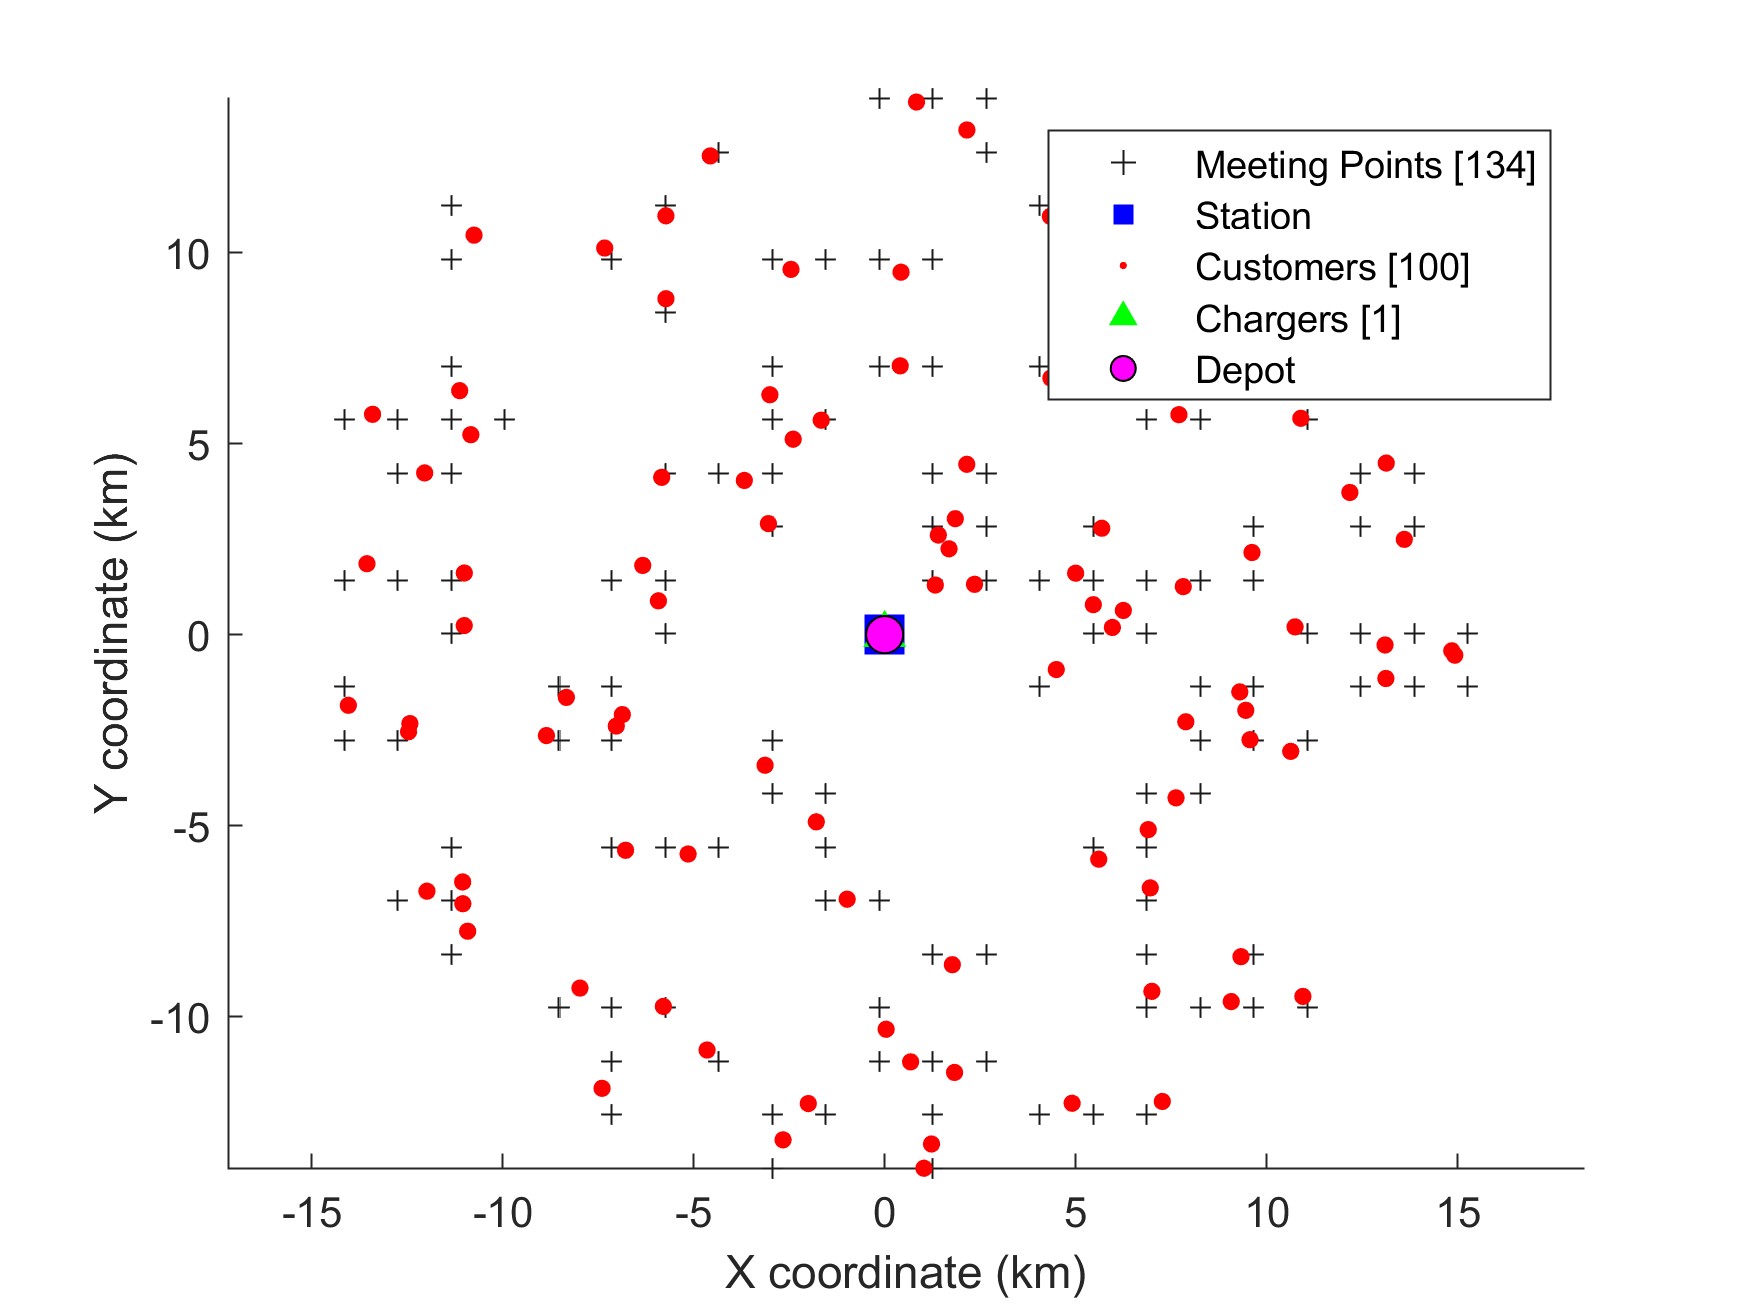 Meeting Points [134]
Station
Customers [100]
Chargers [1]
Depot
10
5
0
-5
-10
Y coordinate (km)
-15
-10
-5
0
5
10
15
X coordinate (km)